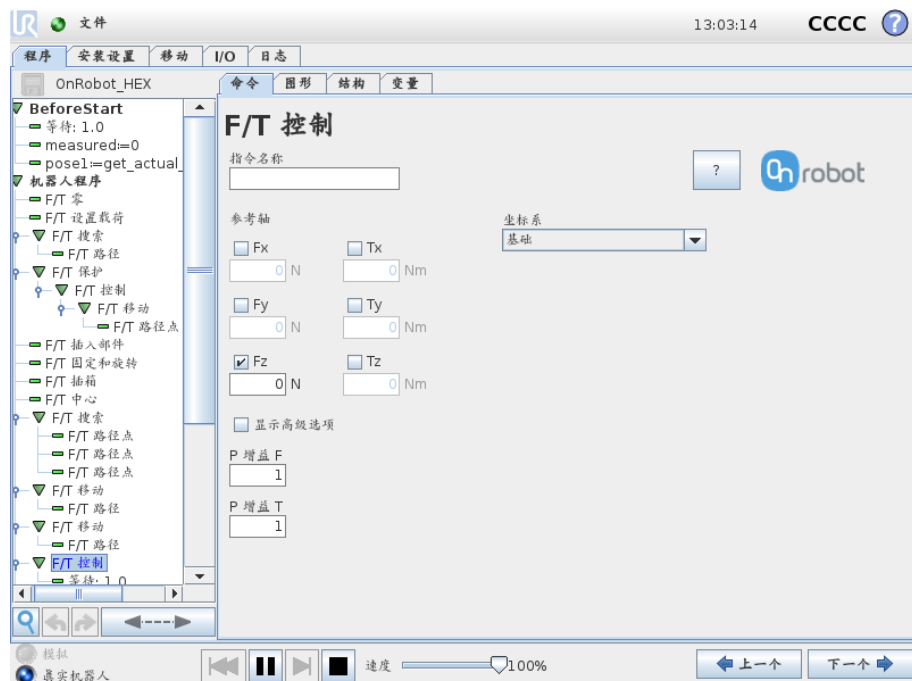 UR 文件 13:03:14 CCCC ?
程序 安装设置 移动 I/O 日志
OnRobot_HEX
命令 图形 结构 变量
BeforeStart
等待: 1.0
measured:=0
pose1:=get_actual_
机器人程序
F/T 零
F/T 设置载荷
F/T 搜索
F/T 路径
F/T 保护
F/T 控制
F/T 移动
F/T 路径点
F/T 插入部件
F/T 固定和旋转
F/T 插箱
F/T 中心
F/T 搜索
F/T 路径点
F/T 路径点
F/T 路径点
F/T 移动
F/T 路径
F/T 移动
F/T 路径
F/T 控制
等待: 1.0
F/T 控制
指令名称
?
On robot
参考轴
坐标系
基础
Fx Tx
0 N 0 Nm
Fy Ty
0 N 0 Nm
Fz Tz
0 N 0 Nm
显示高级选项
P 增益 F
1
P 增益 T
1
模拟
真实机器人
速度 100%
上一个 下一个